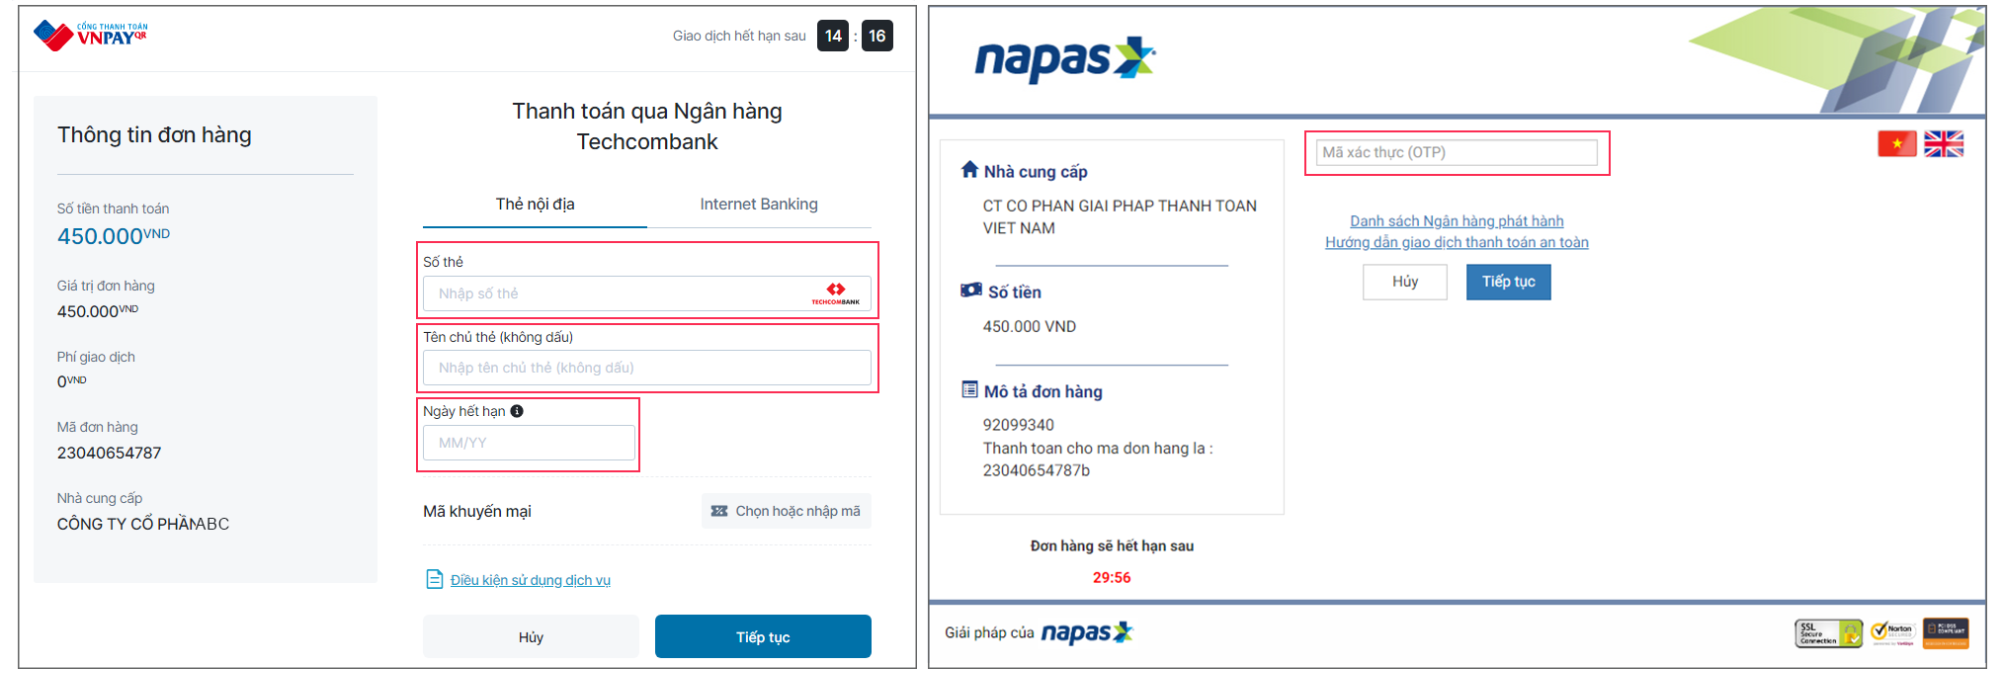 CỔNG THANH TOÁN
VNPAYQR
Giao dịch hết hạn sau 14 : 16
Thông tin đơn hàng
Số tiền thanh toán
450.000VND
Giá trị đơn hàng
450.000VND
Phí giao dịch
0VND
Mã đơn hàng
23040654787
Nhà cung cấp
CÔNG TY CỔ PHẦN ABC
Thanh toán qua Ngân hàng
Techcombank
Thẻ nội địa Internet Banking
Số thẻ
Nhập số thẻ TECHCOMBANK
Tên chủ thẻ (không dấu)
Nhập tên chủ thẻ (không dấu)
Ngày hết hạn
MM/YY
Mã khuyến mại Chọn hoặc nhập mã
Điều kiện sử dụng dịch vụ
Hủy Tiếp tục
napas
Nhà cung cấp
CT CO PHAN GIAI PHAP THANH TOAN
VIET NAM
Số tiền
450.000 VND
Mô tả đơn hàng
92099340
Thanh toan cho ma don hang la :
23040654787b
Đơn hàng sẽ hết hạn sau
29:56
Mã xác thực (OTP)
Danh sách Ngân hàng phát hành
Hướng dẫn giao dịch thanh toán an toàn
Hủy Tiếp tục
Giải pháp của napas
SSL
Secure
Connection
Norton